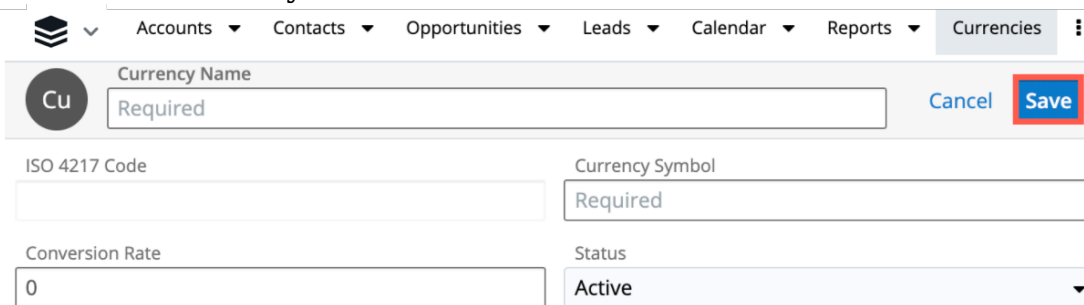 Accounts Contacts Opportunities Leads Calendar Reports Currencies
Cu
Currency Name
Required
Cancel Save
ISO 4217 Code Currency Symbol
Required
Conversion Rate Status
0 Active